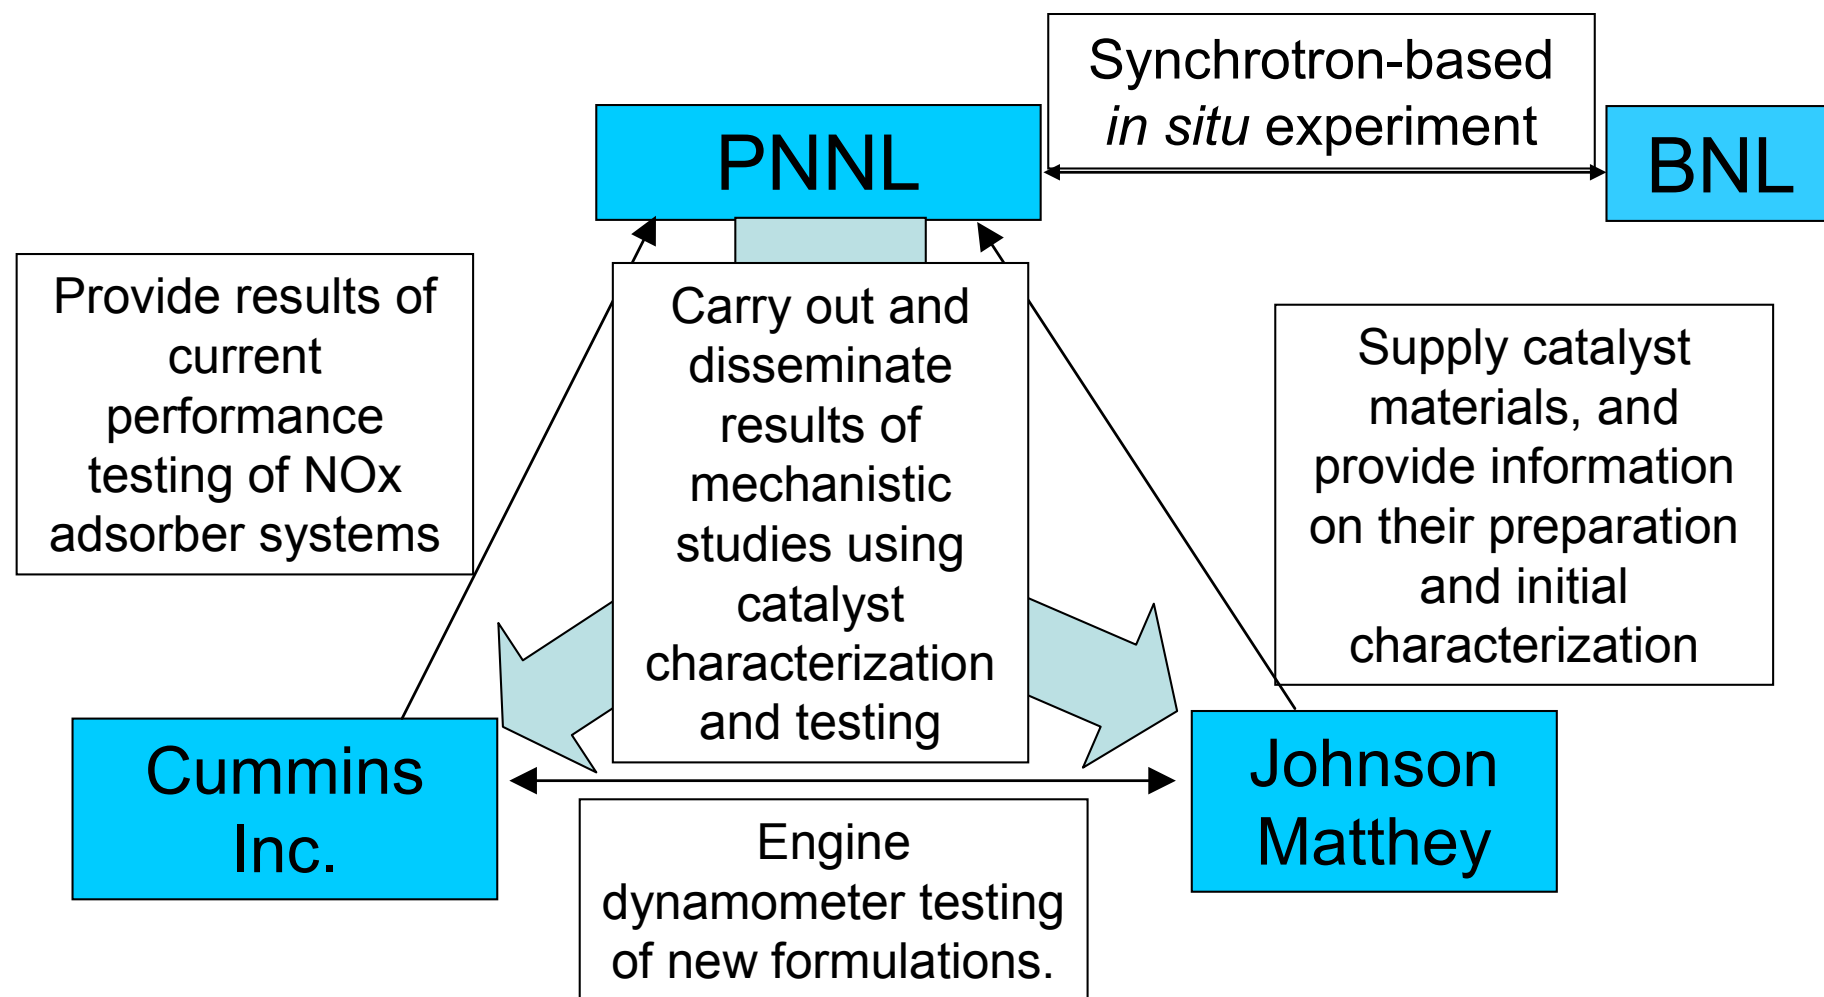 Synchrotron-based
in situ experiment
PNNL
BNL
Provide results of
current
performance
testing of NOx
adsorber systems
Carry out and
disseminate
results of
mechanistic
studies using
catalyst
characterization
and testing
Supply catalyst
materials, and
provide information
on their preparation
and initial
characterization
Cummins
Inc.
Johnson
Matthey
Engine
dynamometer testing
of new formulations.